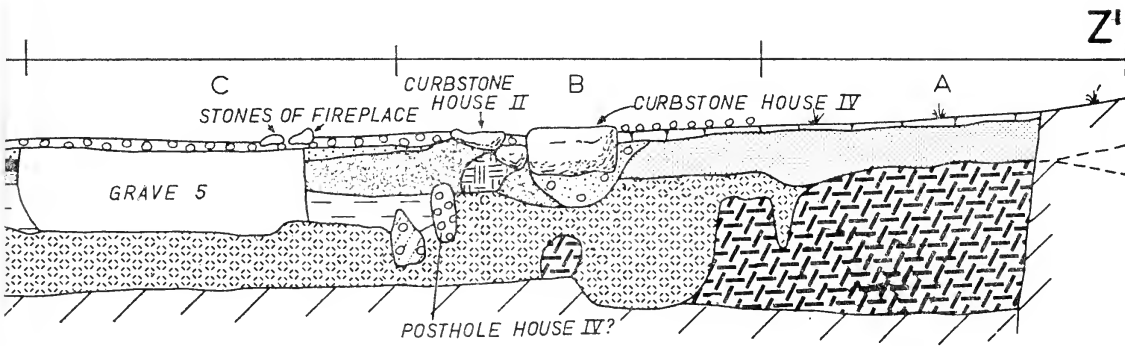 Z'
C
CURBSTONE
HOUSE II
B
A
STONES OF FIREPLACE
CURBSTONE HOUSE IV
GRAVE 5
POSTHOLE HOUSE IV?